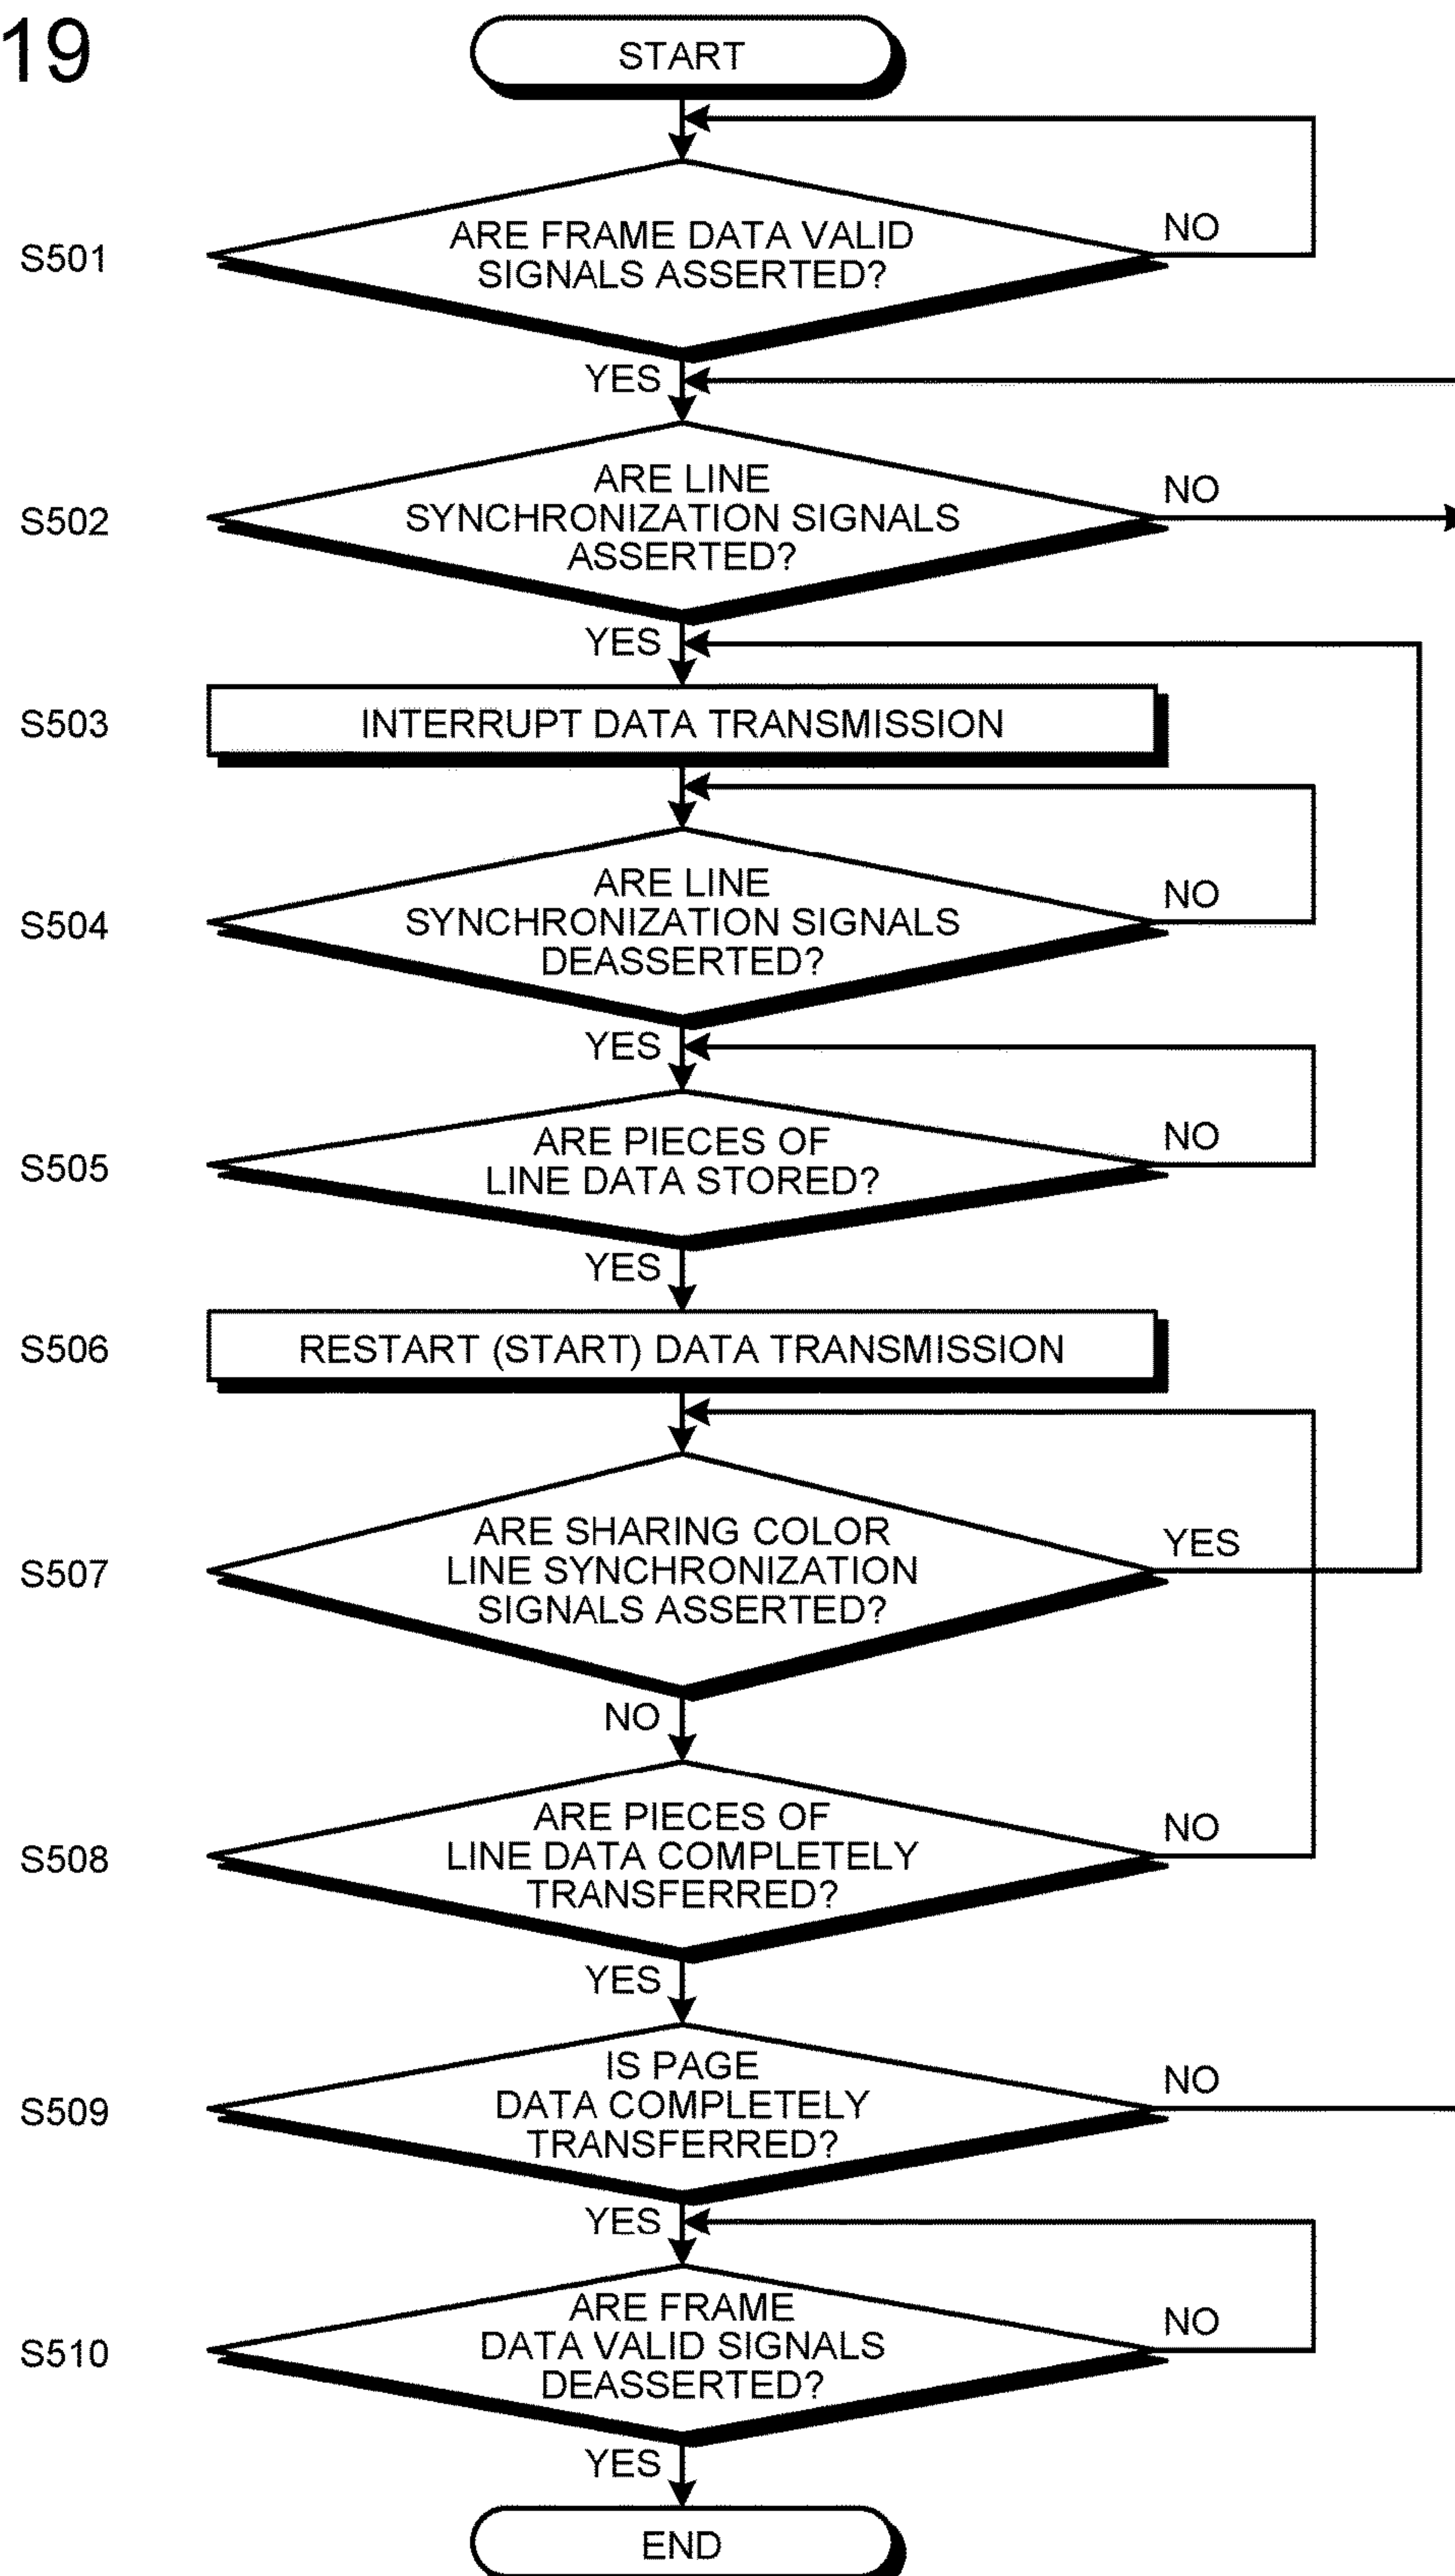 19
START
S501
ARE FRAME DATA VALID
SIGNALS ASSERTED?
NO
YES
S502
ARE LINE
SYNCHRONIZATION SIGNALS
ASSERTED?
NO
YES
S503
INTERRUPT DATA TRANSMISSION
S504
ARE LINE
SYNCHRONIZATION SIGNALS
DEASSERTED?
NO
YES
S505
ARE PIECES OF
LINE DATA STORED?
NO
YES
S506
RESTART (START) DATA TRANSMISSION
S507
ARE SHARING COLOR
LINE SYNCHRONIZATION
SIGNALS ASSERTED?
YES
NO
S508
ARE PIECES OF
LINE DATA COMPLETELY
TRANSFERRED?
NO
YES
S509
IS PAGE
DATA COMPLETELY
TRANSFERRED?
NO
YES
S510
ARE FRAME
DATA VALID SIGNALS
DEASSERTED?
NO
YES
END